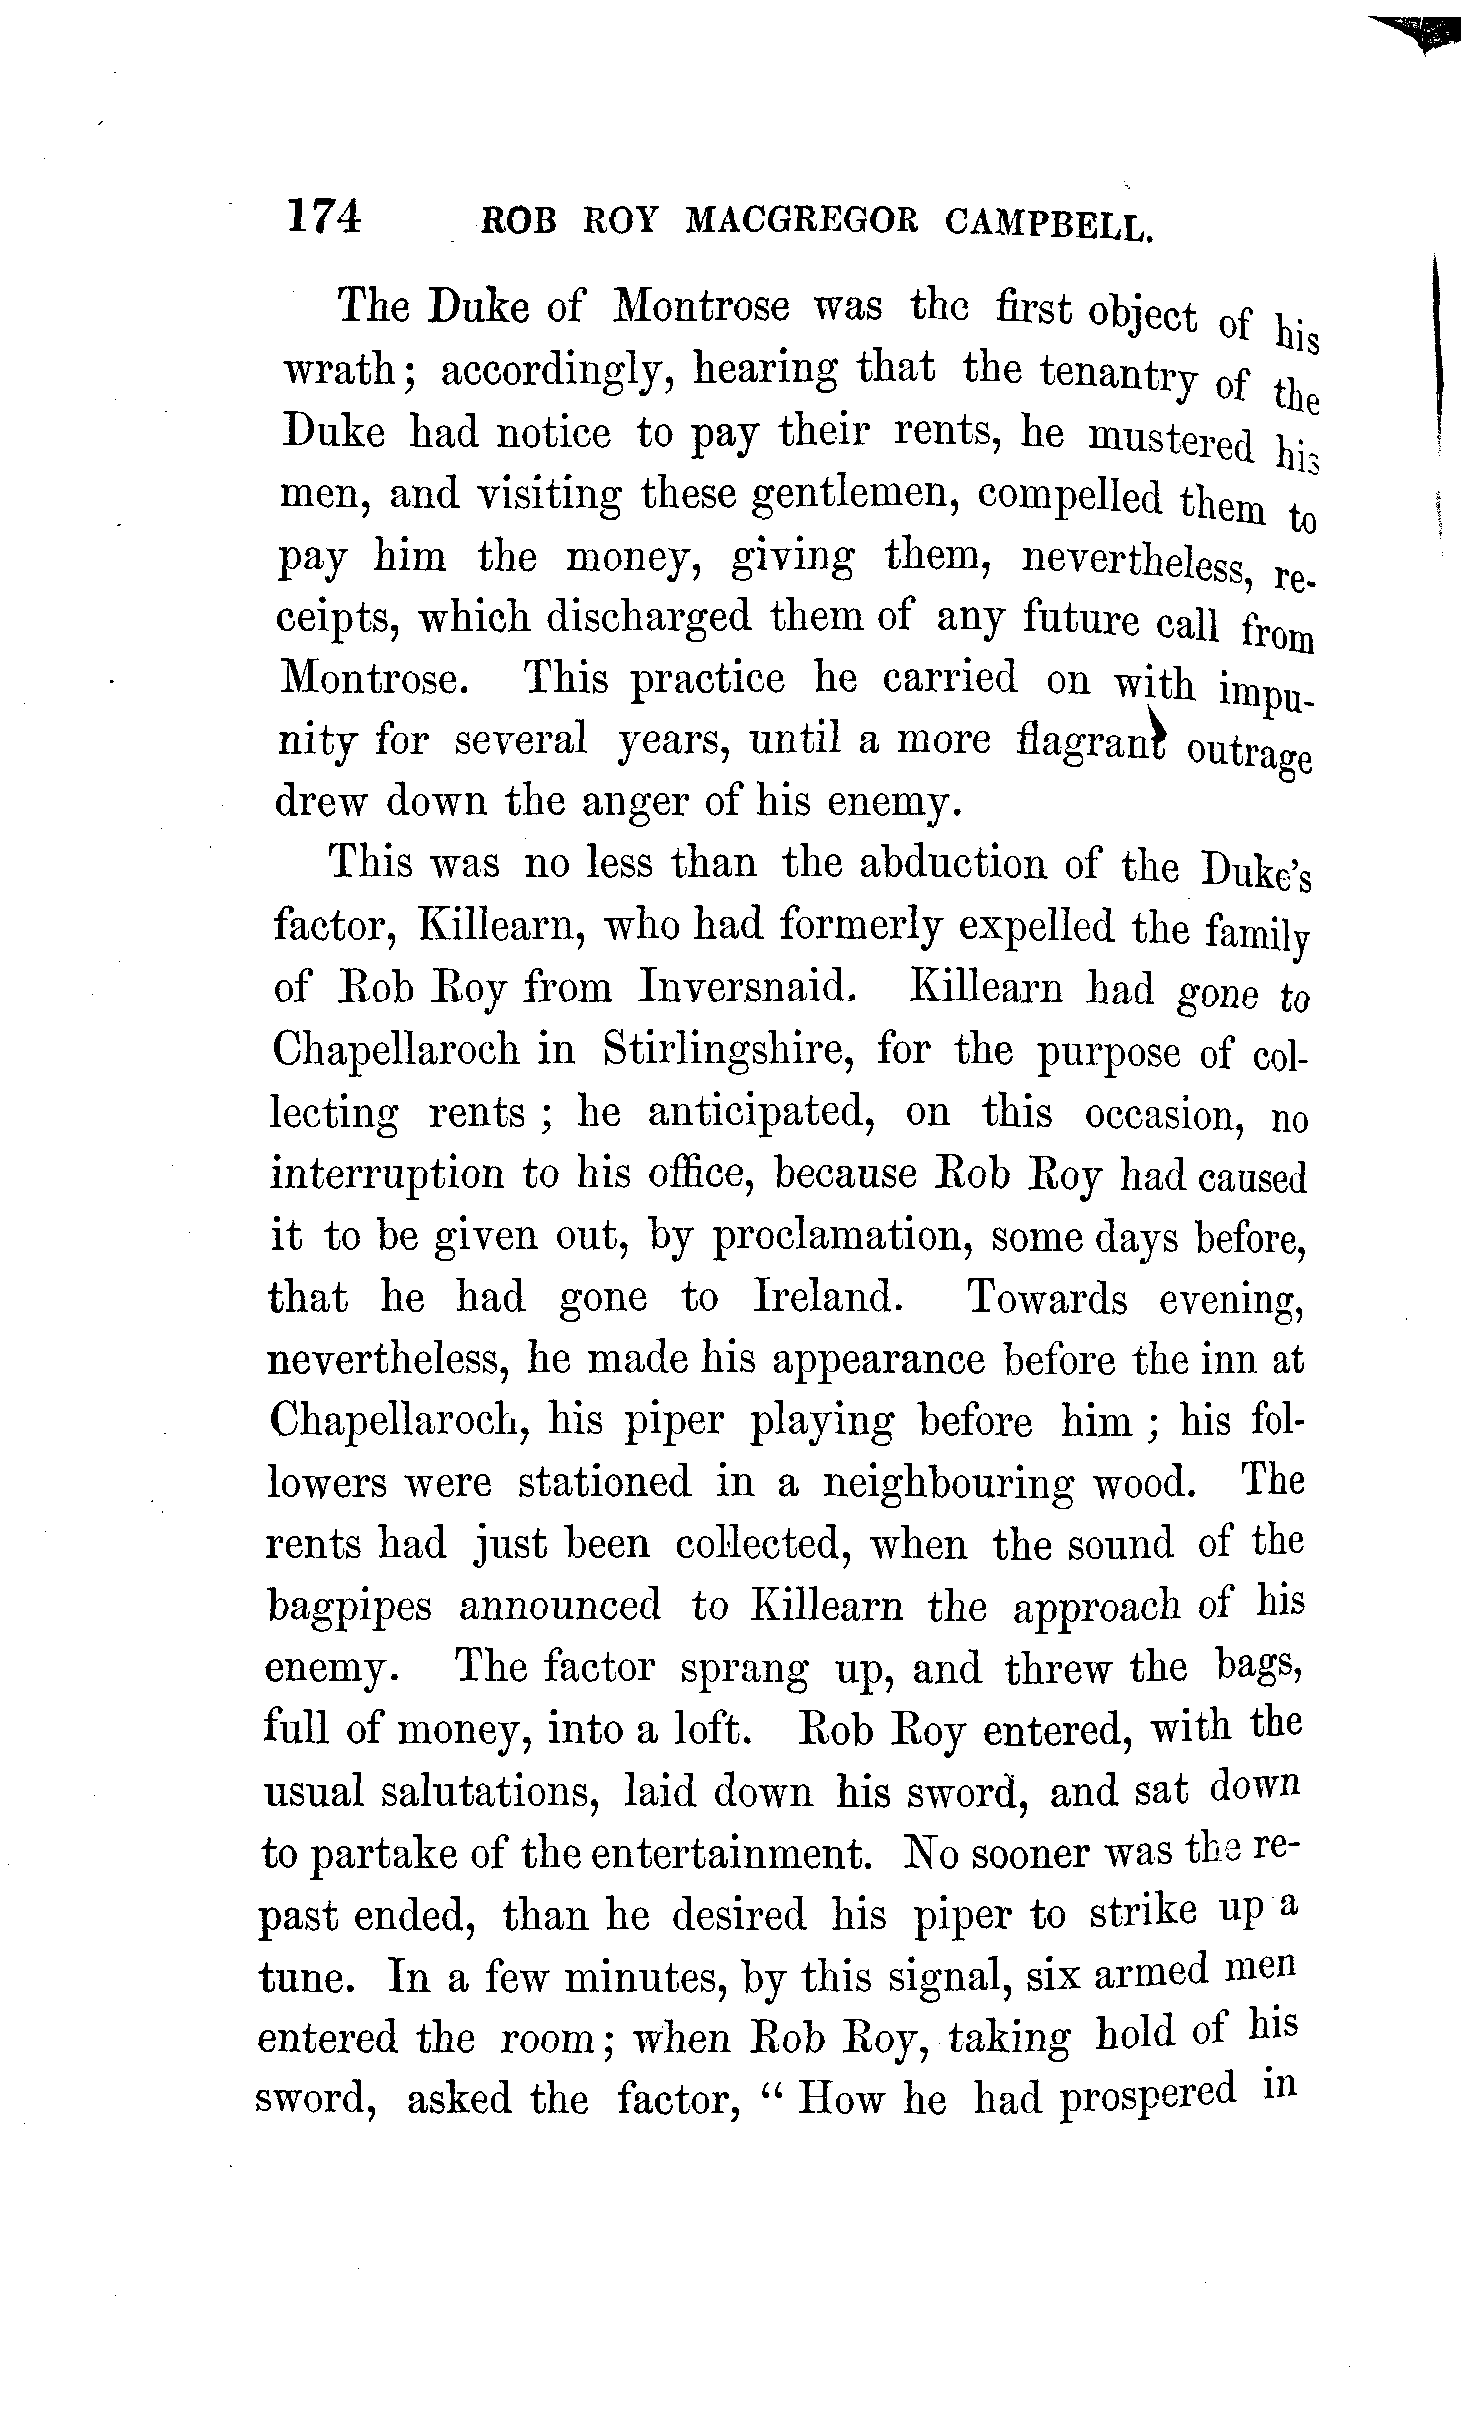 174 ROB ROY MACGREGOR CAMPBELL.
The Duke of Montrose was the first object of his
wrath; accordingly, hearing that the tenantry of the
Duke had notice to pay their rents, he mustered his
men, and visiting these gentlemen, compelled them to
pay him the money, giving them, nevertheless, re-
ceipts, which discharged them of any future call from
Montrose. This practice he carried on with impu-
nity for several years, until a more flagrant outrage
drew down the anger of his enemy.
This was no less than the abduction of the Duke's
factor, Killearn, who had formerly expelled the family
of Rob Roy from Inversnaid. Killearn had gone to
Chapellaroch in Stirlingshire, for the purpose of col-
lecting rents ; he anticipated, on this occasion, no
interruption to his office, because Rob Roy had caused
it to be given out, by proclamation, some days before,
that he had gone to Ireland. Towards evening,
nevertheless, he made his appearance before the inn at
Chapellaroch, his piper playing before him ; his fol-
lowers were stationed in a neighbouring wood. The
rents had just been collected, when the sound of the
bagpipes announced to Killearn the approach of his
enemy. The factor sprang up, and threw the bags,
full of money, into a loft. Rob Roy entered, with the
usual salutations, laid down his sword, and sat down
to partake of the entertainment. No sooner was the re-
past ended, than he desired his piper to strike up a
tune. In a few minutes, by this signal, six armed men
entered the room; when Rob Roy, taking hold of his
sword, asked the factor, " How he had prospered in